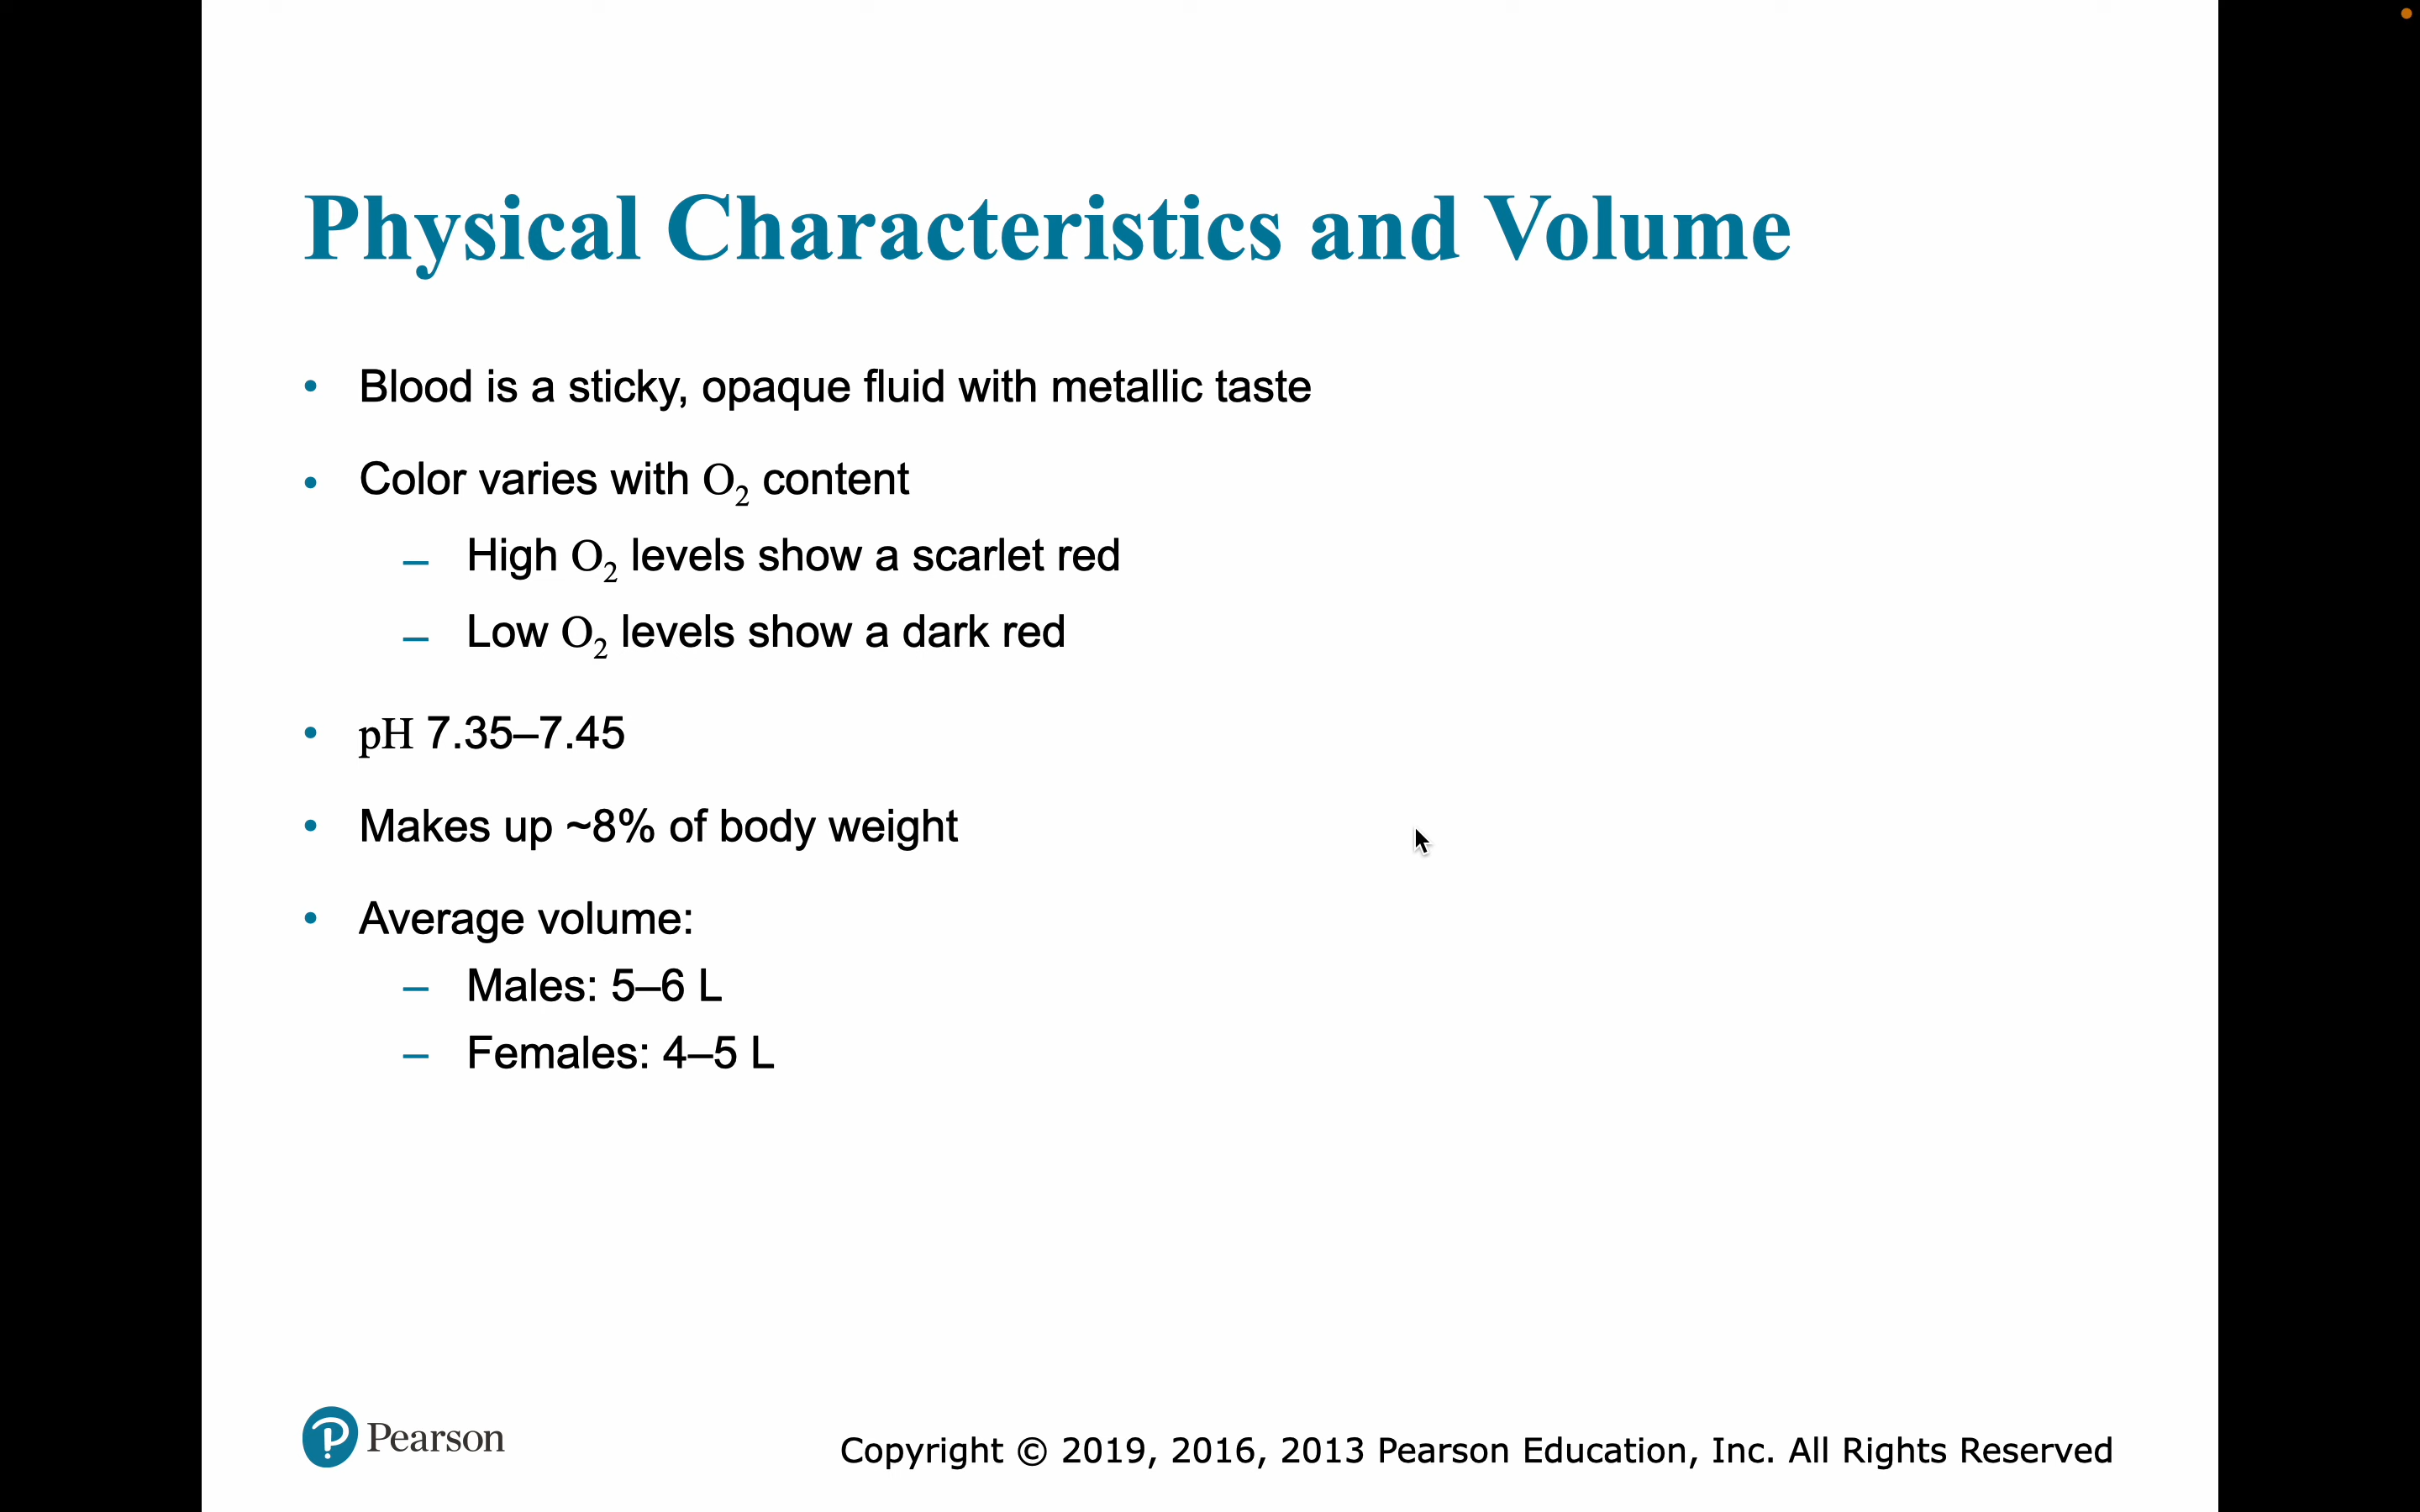 Physical Characteristics and Volume
• Blood is a sticky, opaque fluid with metallic taste
• Color varies with O₂ content
– High O₂ levels show a scarlet red
– Low O₂ levels show a dark red
• pH 7.35–7.45
• Makes up ~8% of body weight
• Average volume:
– Males: 5–6 L
– Females: 4–5 L
Pearson
Copyright © 2019, 2016, 2013 Pearson Education, Inc. All Rights Reserved